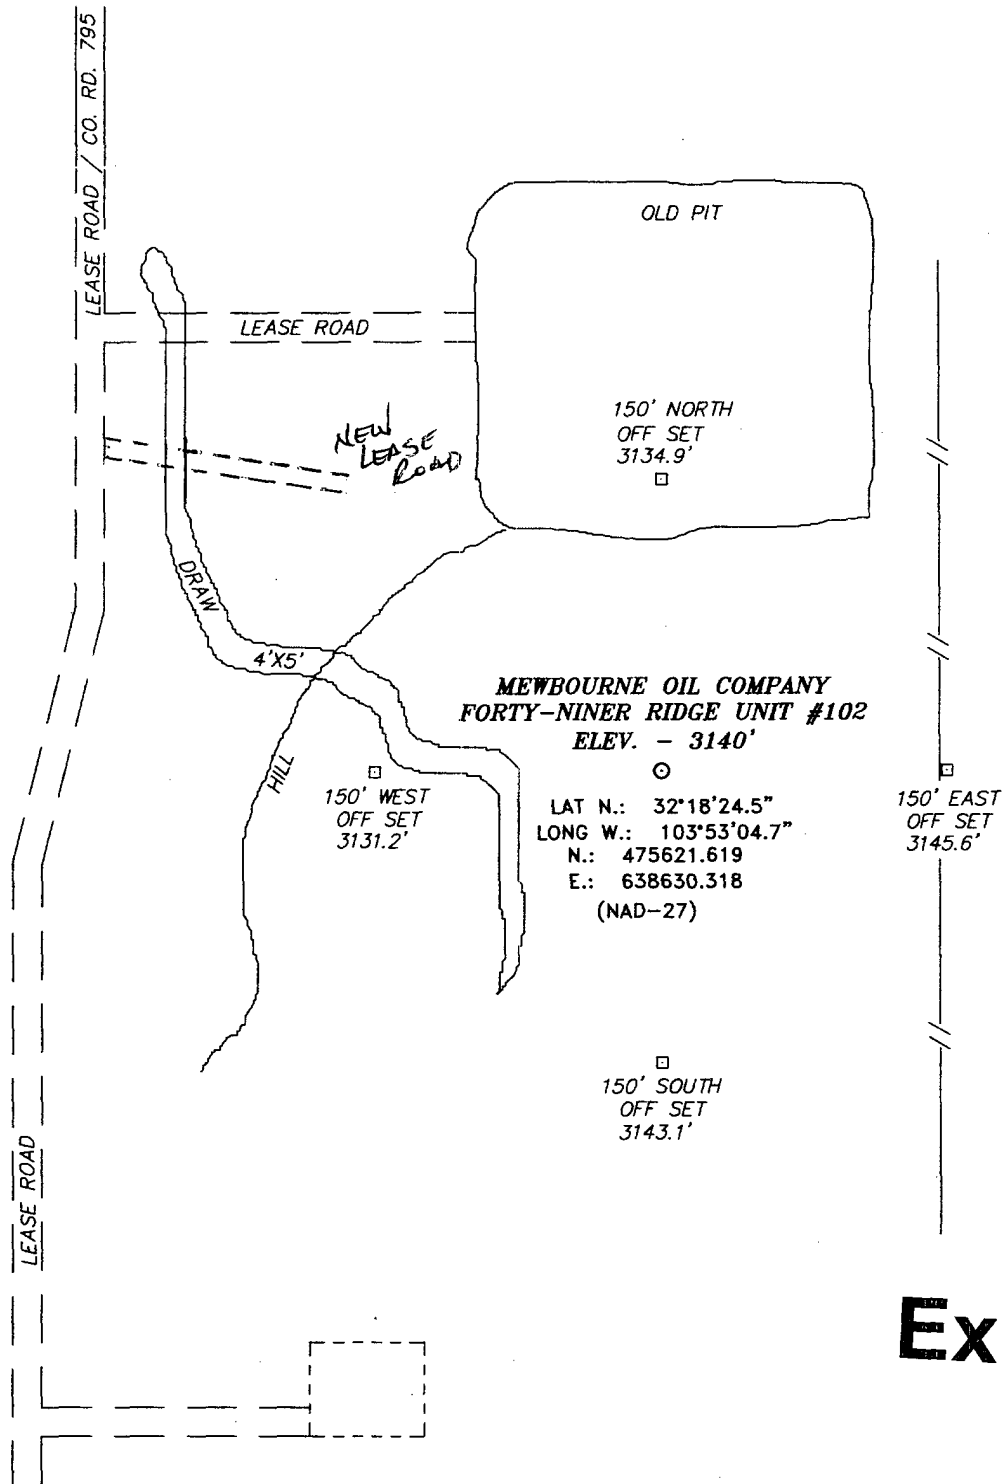 LEASE ROAD / CO. RD. 795
OLD PIT
LEASE ROAD
150' NORTH
OFF SET
3134.9'
NEW
LEASE
ROAD
DRAW
4'X5'
MEWBOURNE OIL COMPANY
FORTY-NINER RIDGE UNIT #102
ELEV. - 3140'
HILL
150' WEST
OFF SET
3131.2'
LAT N.: 32°18'24.5"
LONG W.: 103°53'04.7"
N.: 475621.619
E.: 638630.318
(NAD-27)
150' EAST
OFF SET
3145.6'
150' SOUTH
OFF SET
3143.1'
LEASE ROAD
Ex